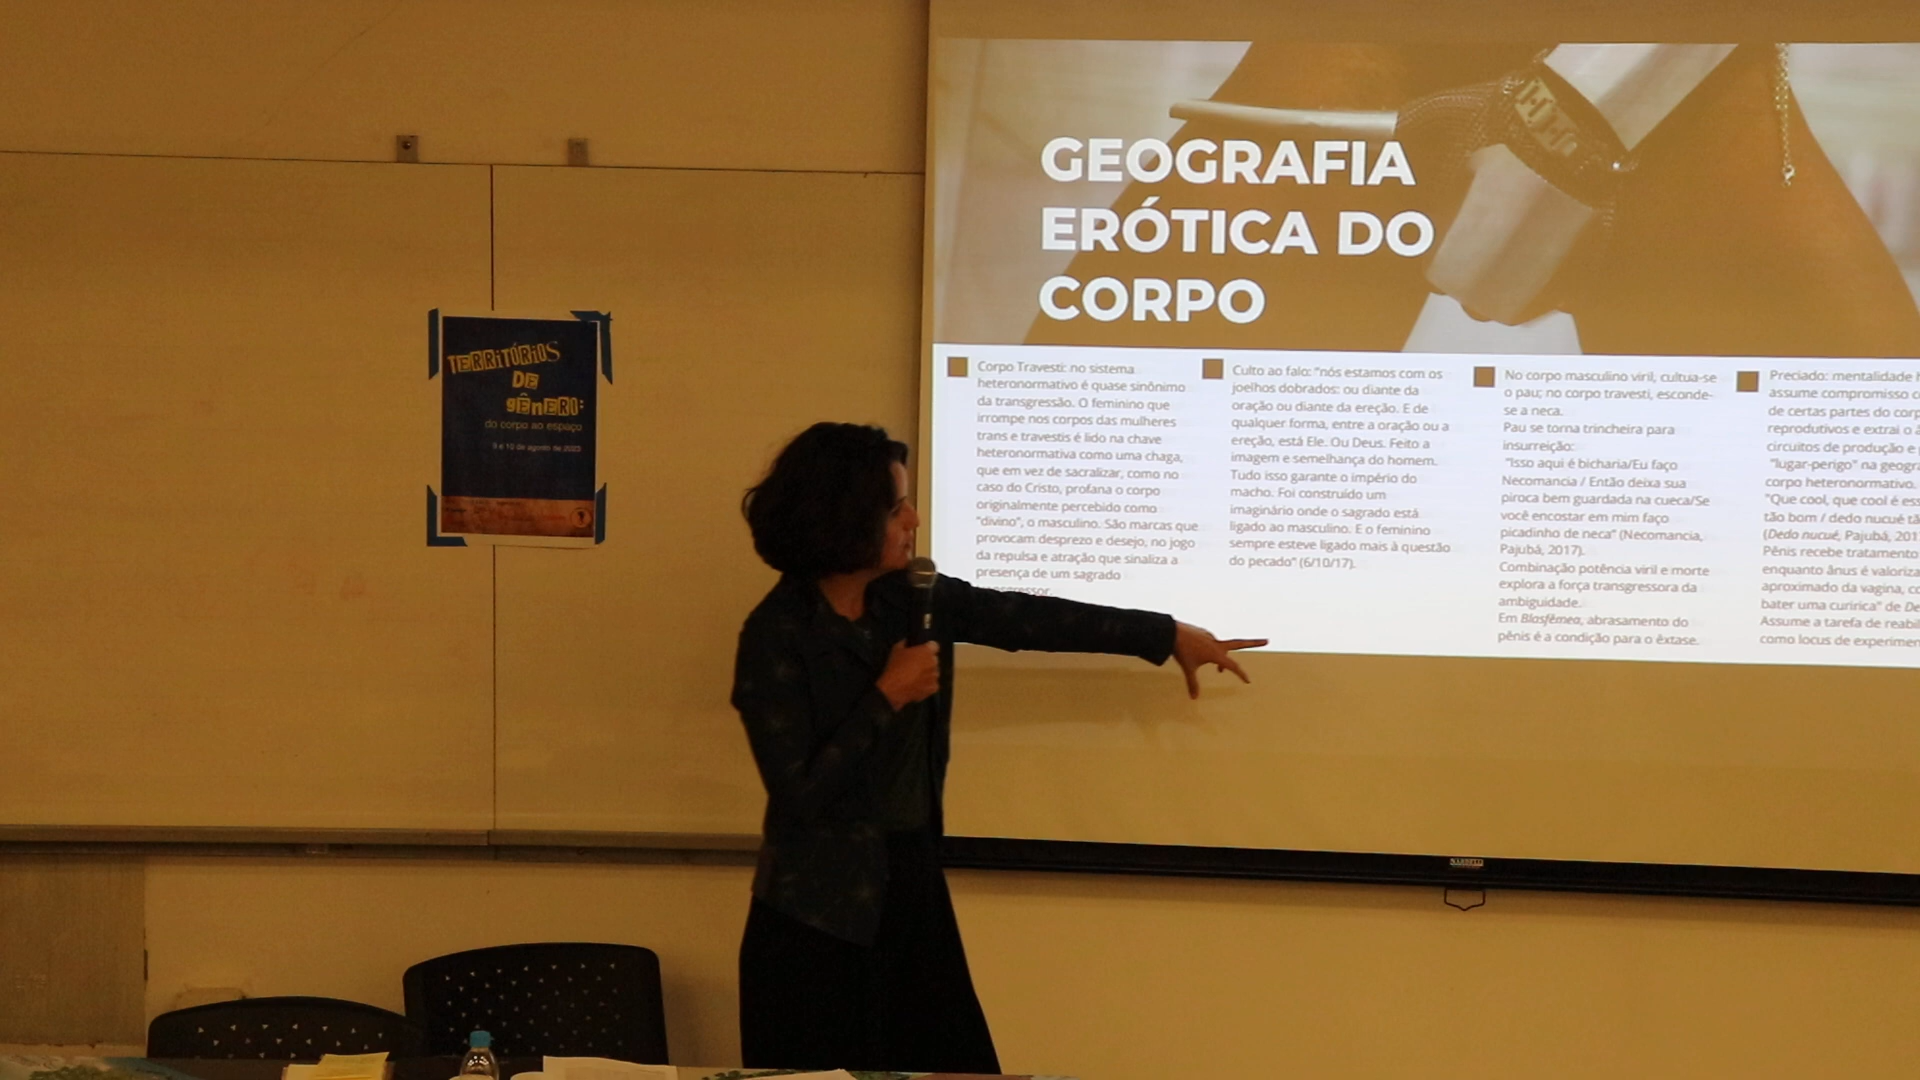 TERRITÓRIOS
DE
gÊNERO:
do corpo ao espaço
9 e 10 de agosto de 2023
GEOGRAFIA
ERÓTICA DO
CORPO
Corpo Travesti: no sistema
heteronormativo é quase sinônimo
da transgressão. O feminino que
irrompe nos corpos das mulheres
trans e travestis é lido na chave
heteronormativa como uma chaga,
que em vez de sacralizar, como no
caso do Cristo, profana o corpo
originalmente percebido como
"divino", o masculino. São marcas que
provocam desprezo e desejo, no jogo
da repulsa e atração que sinaliza a
presença de um sagrado
transgressor.
Culto ao falo: "nós estamos com os
joelhos dobrados: ou diante da
oração ou diante da ereção. E de
qualquer forma, entre a oração ou a
ereção, está Ele. Ou Deus. Feito a
imagem e semelhança do homem.
Tudo isso garante o império do
macho. Foi construído um
imaginário onde o sagrado está
ligado ao masculino. E o feminino
sempre esteve ligado mais à questão
do pecado" (6/10/17).
No corpo masculino viril, cultua-se
o pau; no corpo travesti, esconde-
se a neca.
Pau se torna trincheira para
insurreição:
"Isso aqui é bicharia/Eu faço
Necomancia / Então deixa sua
piroca bem guardada na cueca/Se
você encostar em mim faço
picadinho de neca" (Necomancia,
Pajubá, 2017).
Combinação potência viril e morte
explora a força transgressora da
ambiguidade.
Em Blasfêmea, abrasamento do
pênis é a condição para o êxtase.
Preciado: mentalidade
assume compromisso
de certas partes do
reprodutivos e extrai o
circuitos de produção e
"lugar-perigo" na
corpo heteronormativo.
"Que cool, que cool é
tão bom / dedo nucué
(Dedo nucué, Pajubá,
Pênis recebe tratamento
enquanto ânus é
aproximado da vagina,
bater uma curirica" de
Assume a tarefa de
como locus de